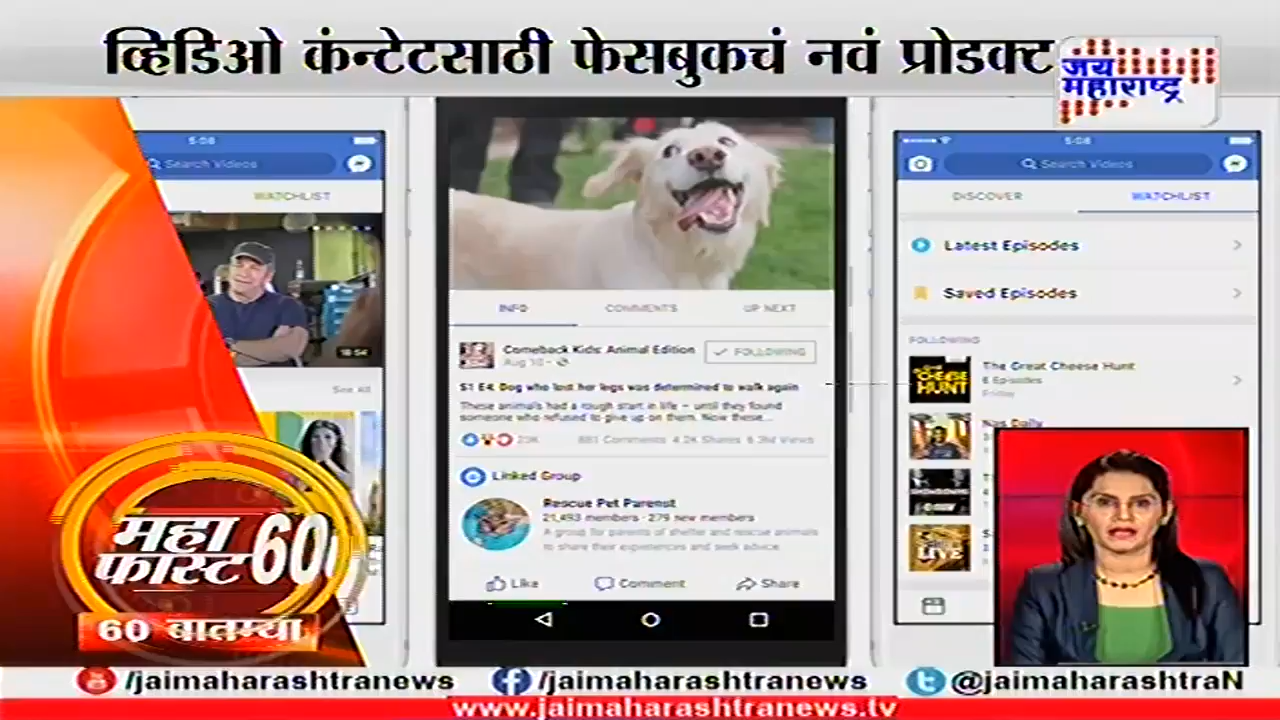 व्हिडिओ कंन्टेटसाठी फेसबुकचं नवं प्रोडक्ट
जय
महाराष्ट्र
5:08
Search Videos
WATCHLIST
18:54
See All
INFO
COMMENTS
UP NEXT
Comeback Kids: Animal Edition
Aug 10
FOLLOWING
S1 E4: Dog who lost her legs was determined to walk again
These animals had a rough start in life – until they found
someone who refused to give up on them. Now these...
23K
881 Comments 4.2K Shares 6.3M Views
Linked Group
Rescue Pet Parenst
21,493 members · 279 new members
A group for parents of shelter and rescue animals
to share their experiences and seek advice.
Like
Comment
Share
5:08
Search Videos
DISCOVER
WATCHLIST
Latest Episodes
Saved Episodes
FOLLOWING
CHEESE
HUNT
The Great Cheese Hunt
6 Episodes
Friday
Nas Daily
LIVE
महा
फास्ट 60
60 बातम्या
/jaimaharashtranews
/jaimaharashtranews
@jaimaharashtraN
www.jaimaharashtranews.tv